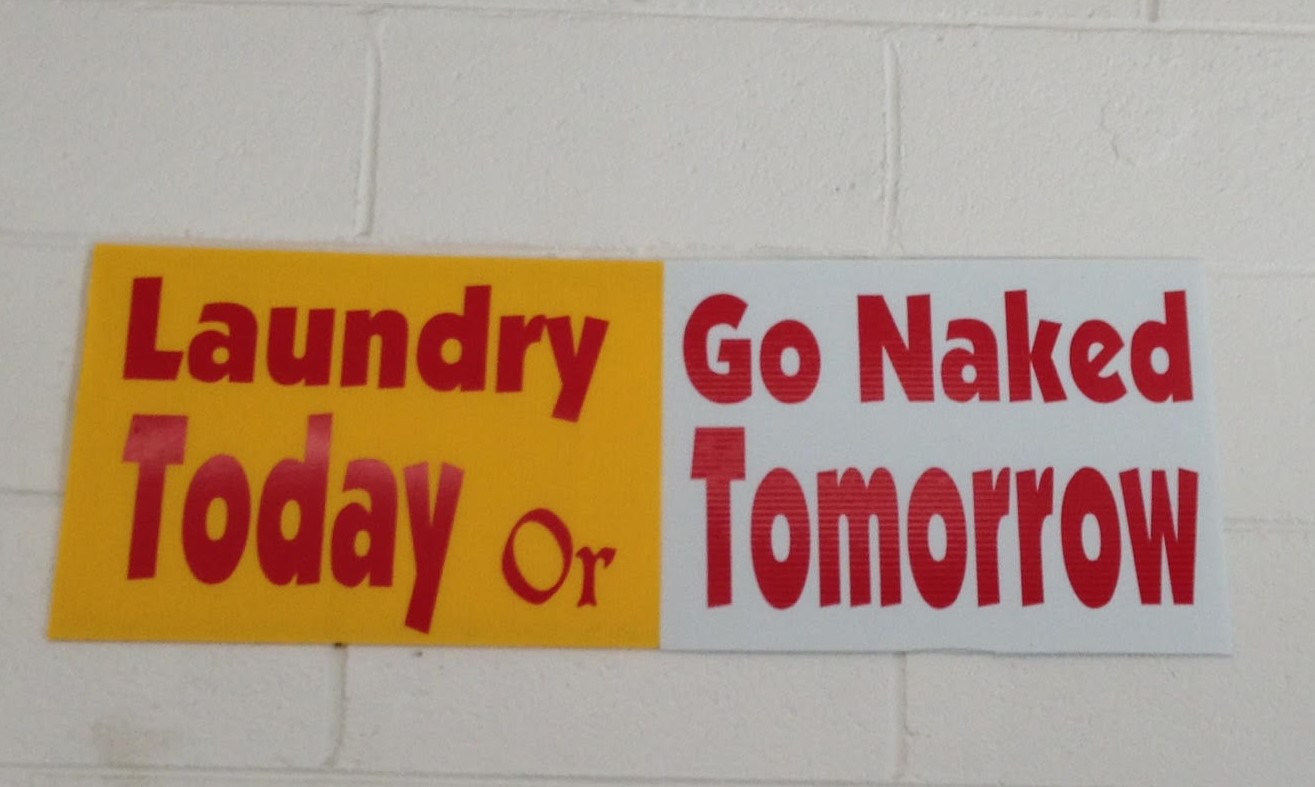 Laundry
Today Or
Go Naked
Tomorrow